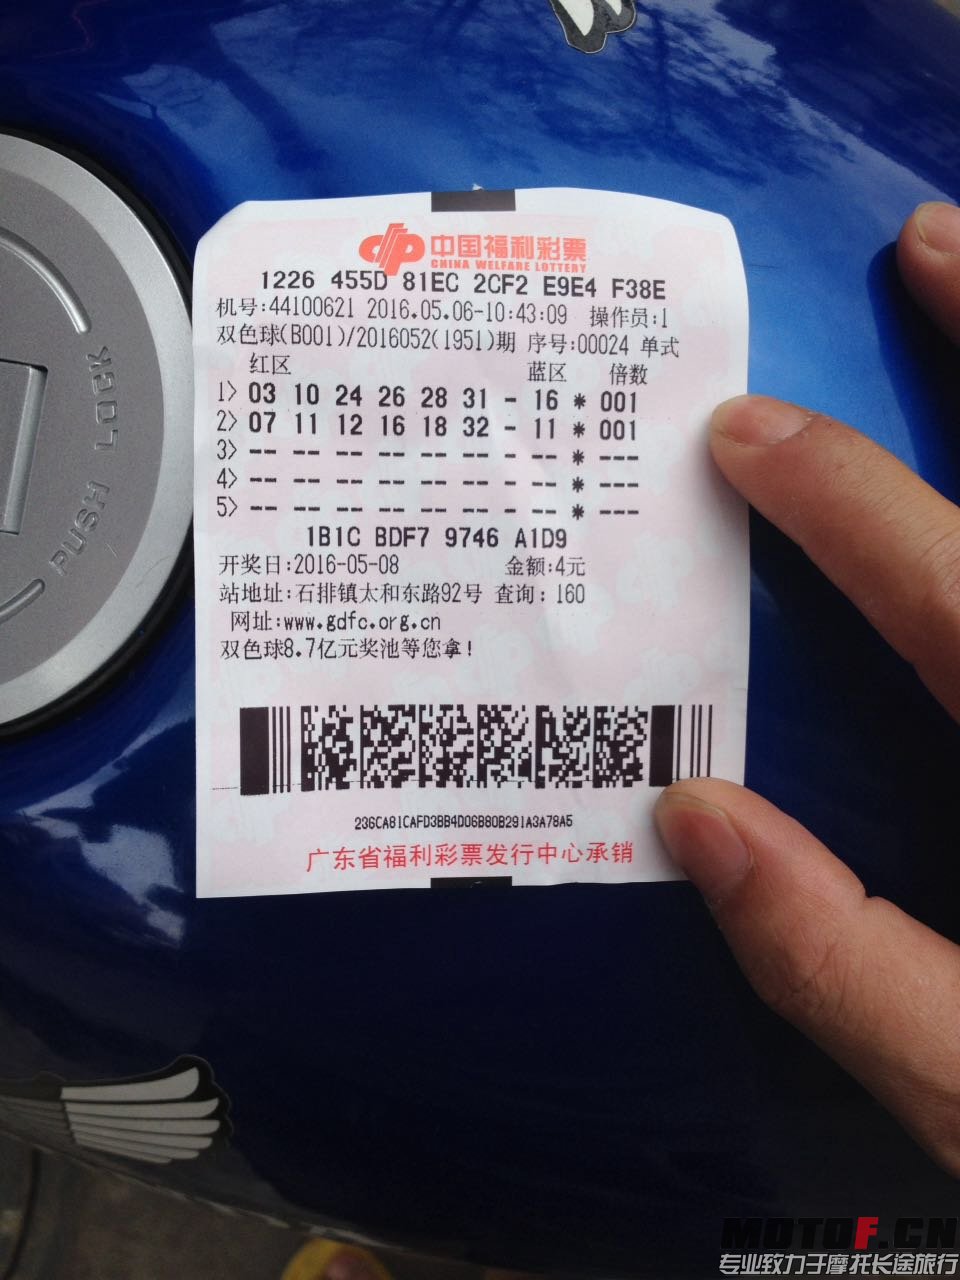 中国福利彩票
CHINA WELFARE LOTTERY
1226 455D 81EC 2CF2 E9E4 F38E
机号:44100621 2016.05.06-10:43:09 操作员:1
双色球(B001)/2016052(1951)期 序号:00024 单式
红区 蓝区 倍数
1> 03 10 24 26 28 31 - 16 * 001
2> 07 11 12 16 18 32 - 11 * 001
3> -- -- -- -- -- -- - -- * ---
4> -- -- -- -- -- -- - -- * ---
5> -- -- -- -- -- -- - -- * ---
1B1C BDF7 9746 A1D9
开奖日:2016-05-08 金额:4元
站地址:石排镇太和东路92号 查询:160
网址:www.gdfc.org.cn
双色球8.7亿元奖池等您拿!
236CA81CAFD3BB4D06B80B291A3A78A5
广东省福利彩票发行中心承销
PUSH LOCK
MOTOF.CN
专业致力于摩托长途旅行